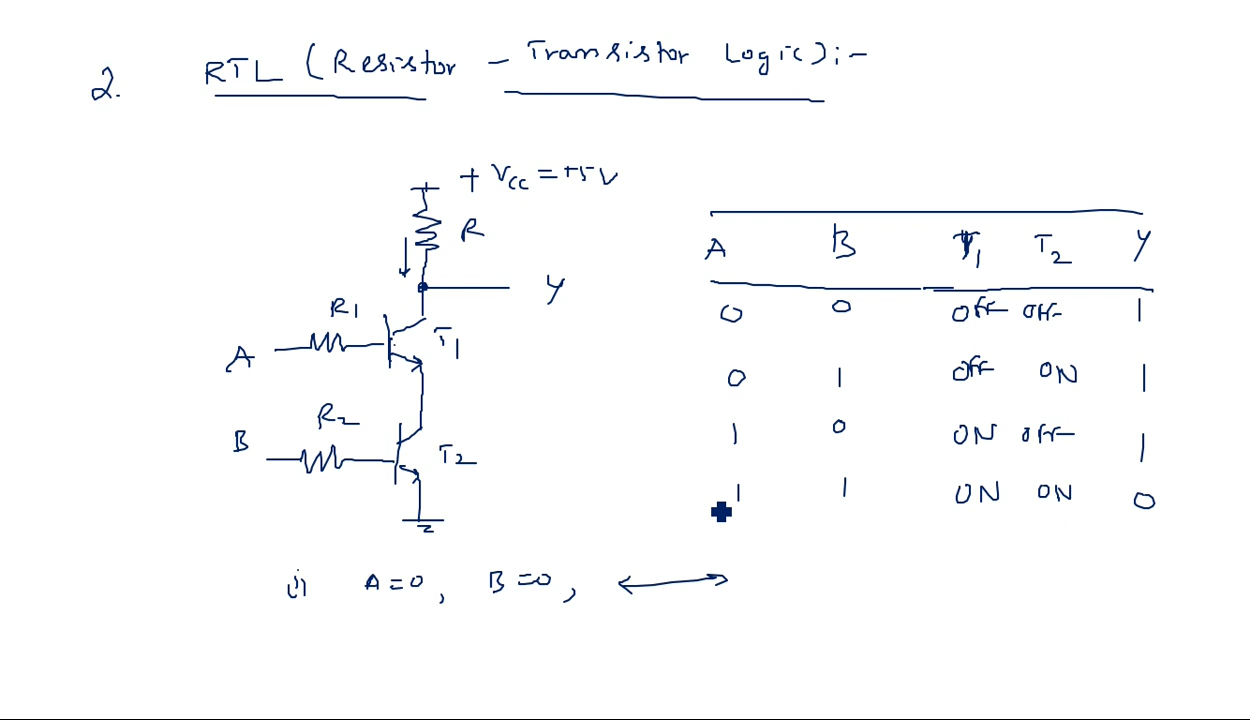 2. RTL (Resistor - Transistor Logic):-
+ Vcc = +5V
R
Y
R1
A
T1
R2
B
T2
A B T1 T2 Y
0 0 OFF OFF 1
0 1 OFF ON 1
1 0 ON OFF 1
1 1 ON ON 0
i) A=0, B=0, ⟷